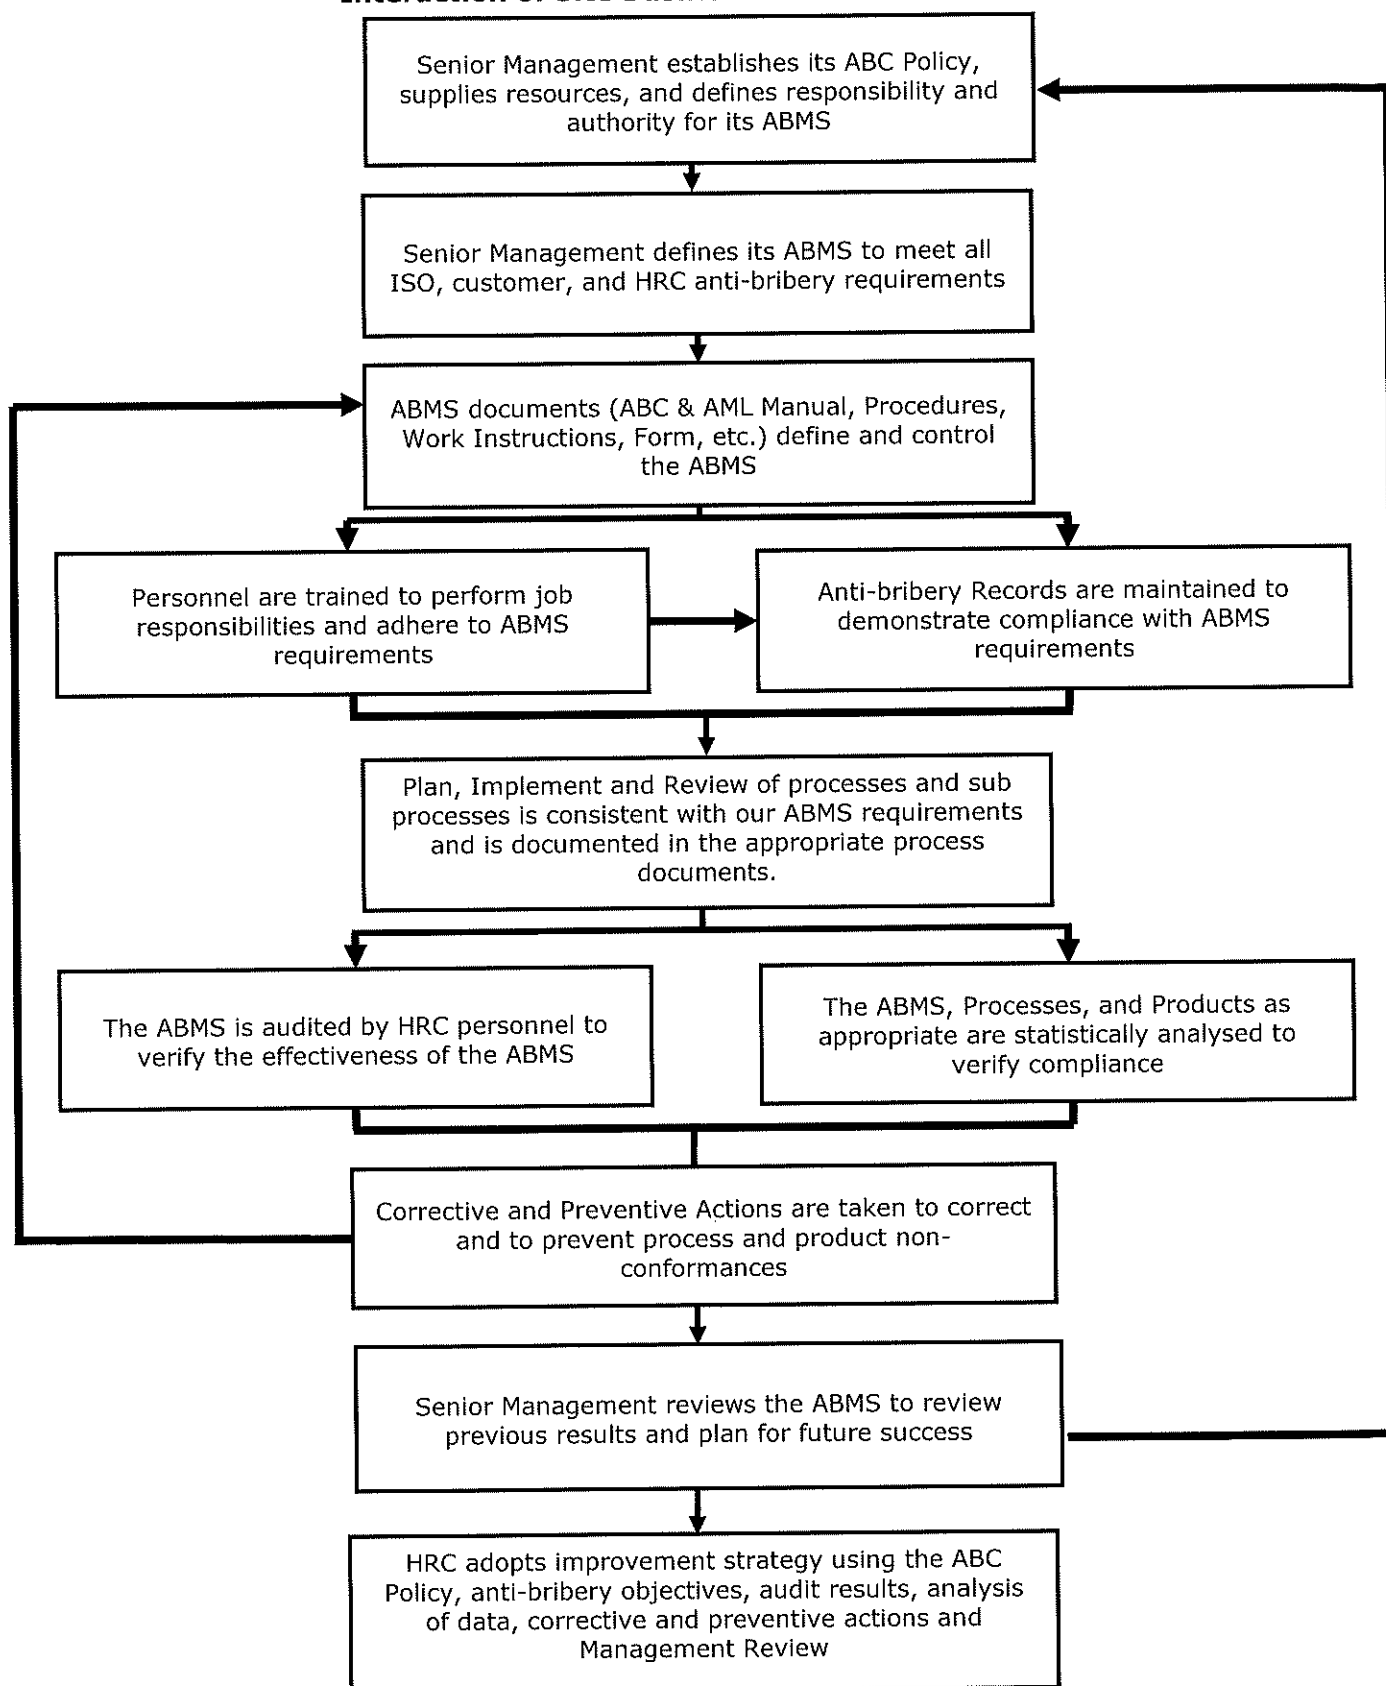 Senior Management establishes its ABC Policy,
supplies resources, and defines responsibility and
authority for its ABMS
Senior Management defines its ABMS to meet all
ISO, customer, and HRC anti-bribery requirements
ABMS documents (ABC & AML Manual, Procedures,
Work Instructions, Form, etc.) define and control
the ABMS
Personnel are trained to perform job
responsibilities and adhere to ABMS
requirements
Anti-bribery Records are maintained to
demonstrate compliance with ABMS
requirements
Plan, Implement and Review of processes and sub
processes is consistent with our ABMS requirements
and is documented in the appropriate process
documents.
The ABMS is audited by HRC personnel to
verify the effectiveness of the ABMS
The ABMS, Processes, and Products as
appropriate are statistically analysed to
verify compliance
Corrective and Preventive Actions are taken to correct
and to prevent process and product non-
conformances
Senior Management reviews the ABMS to review
previous results and plan for future success
HRC adopts improvement strategy using the ABC
Policy, anti-bribery objectives, audit results, analysis
of data, corrective and preventive actions and
Management Review